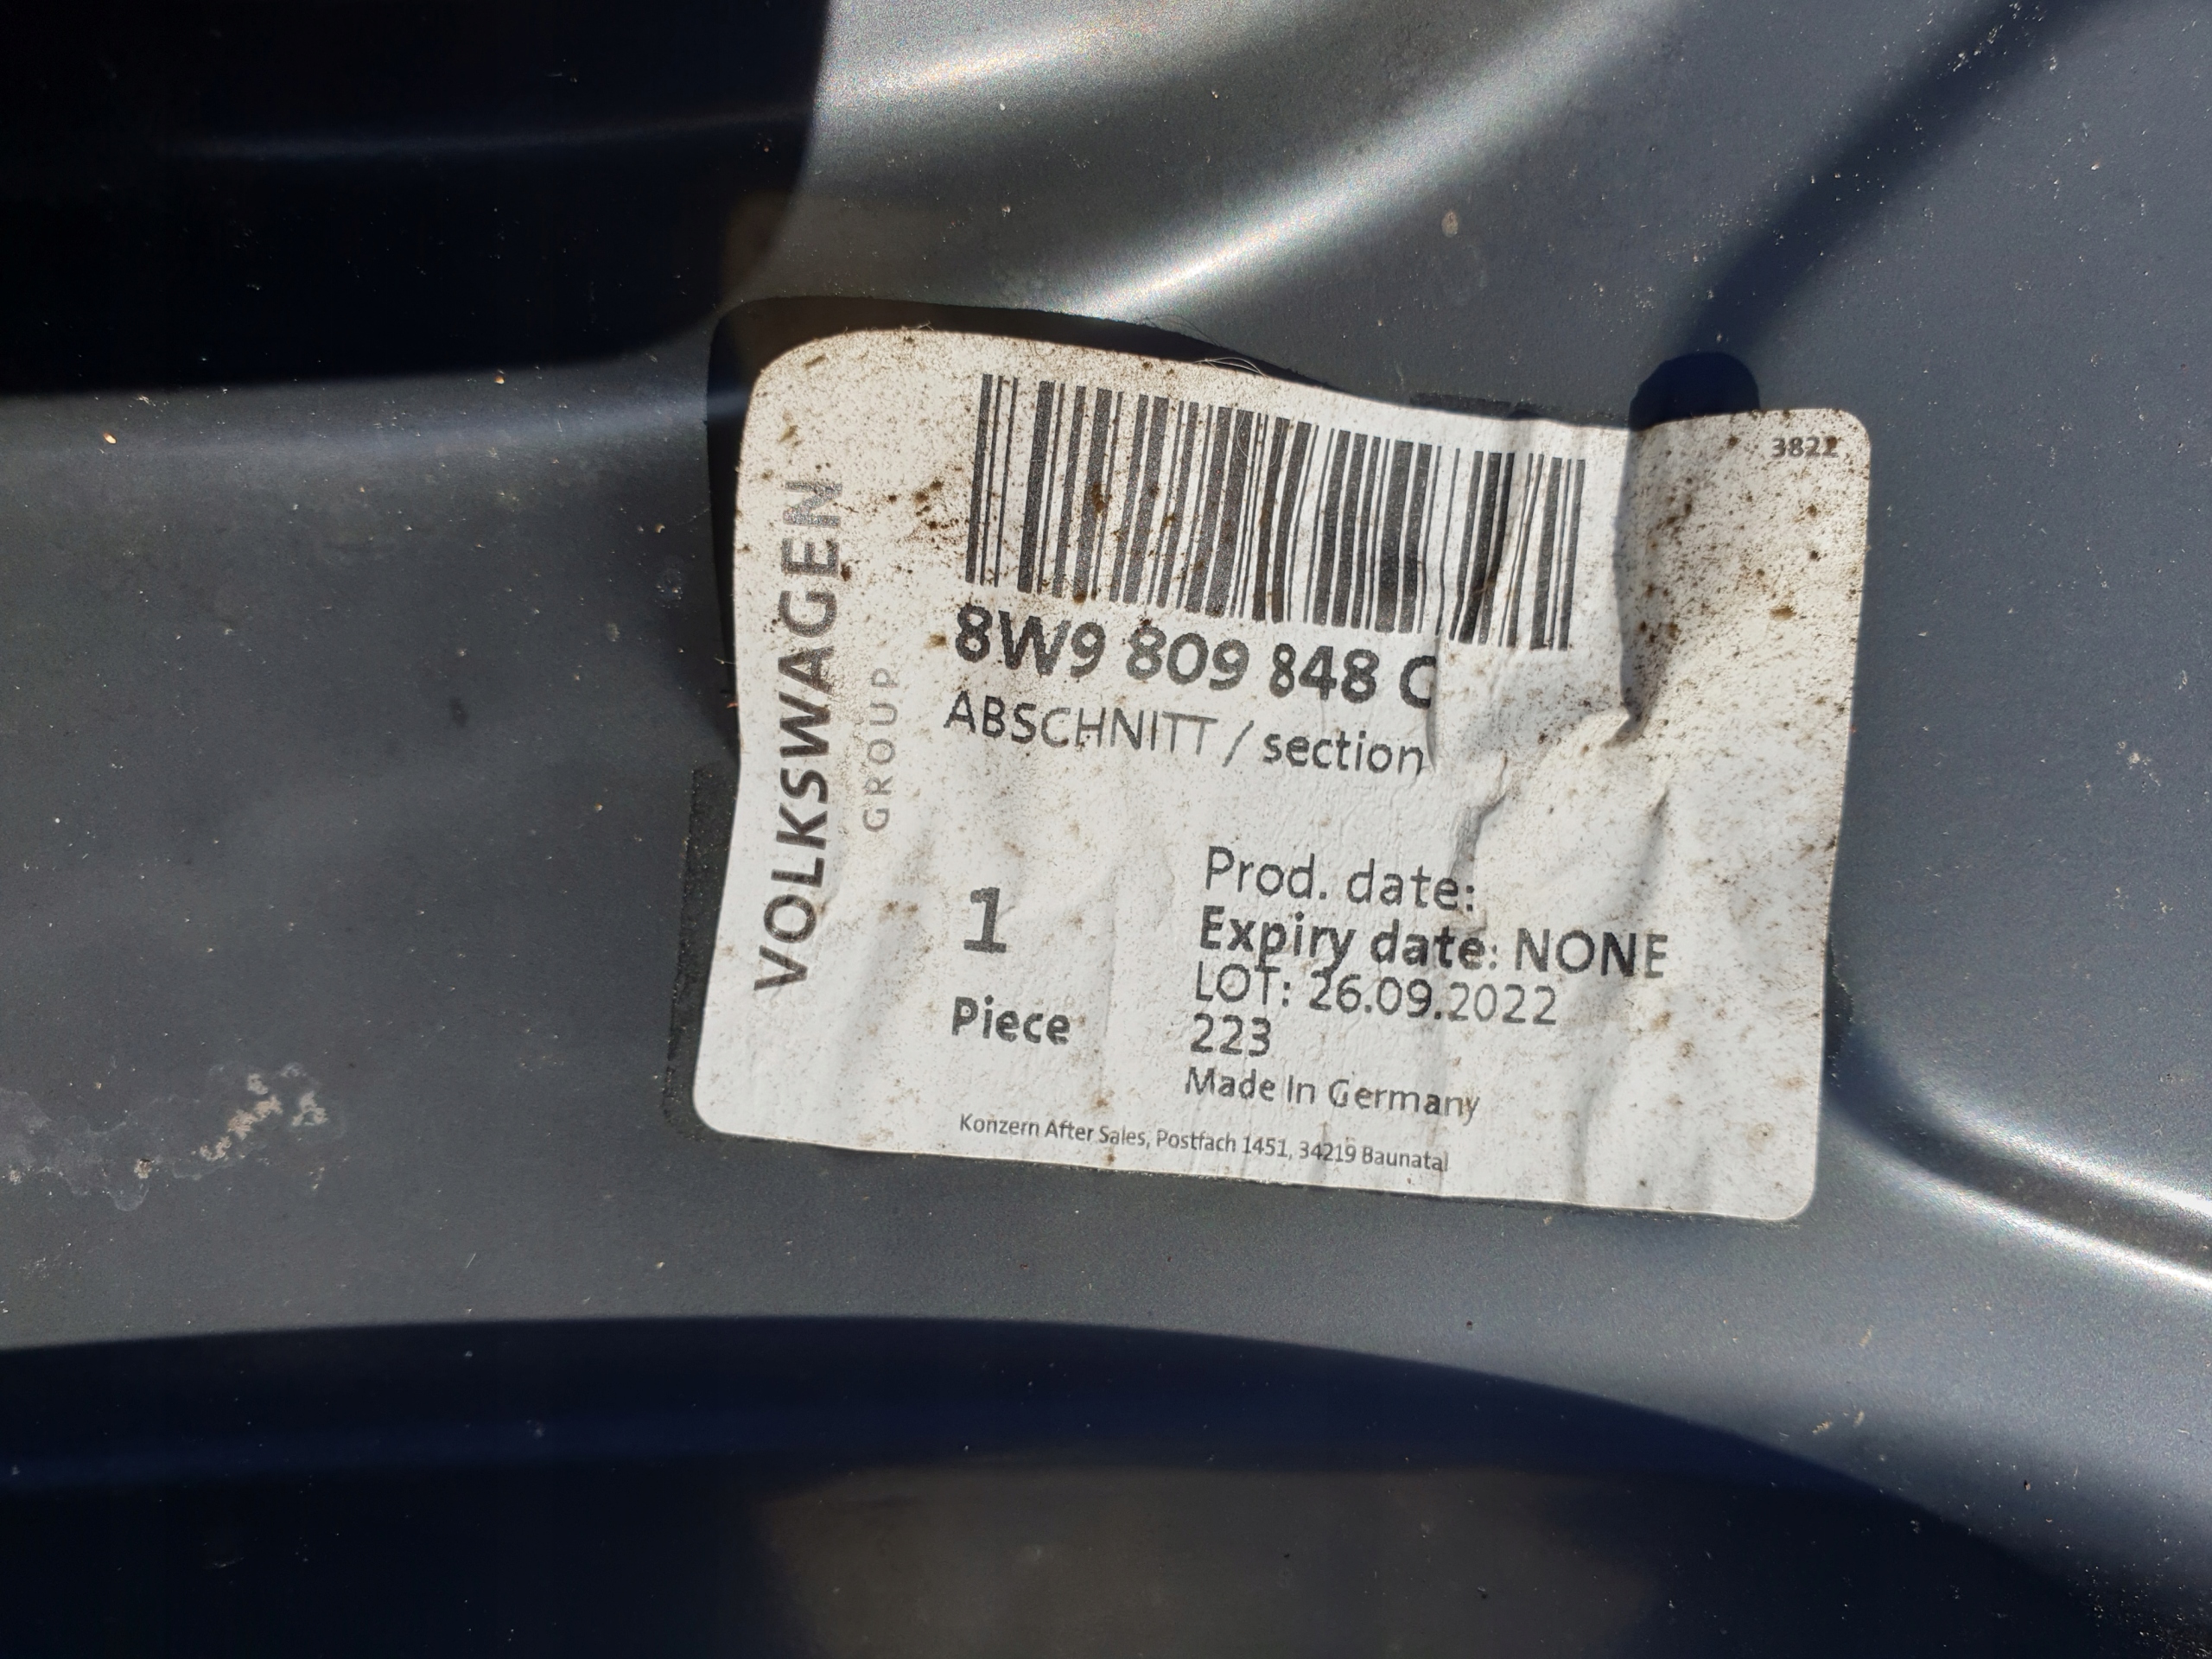 3822
8W9 809 848 C
ABSCHNITT / section
VOLKSWAGEN
GROUP
1
Piece
Prod. date:
Expiry date: NONE
LOT: 26.09.2022
223
Made In Germany
Konzern After Sales, Postfach 1451, 34219 Baunatal